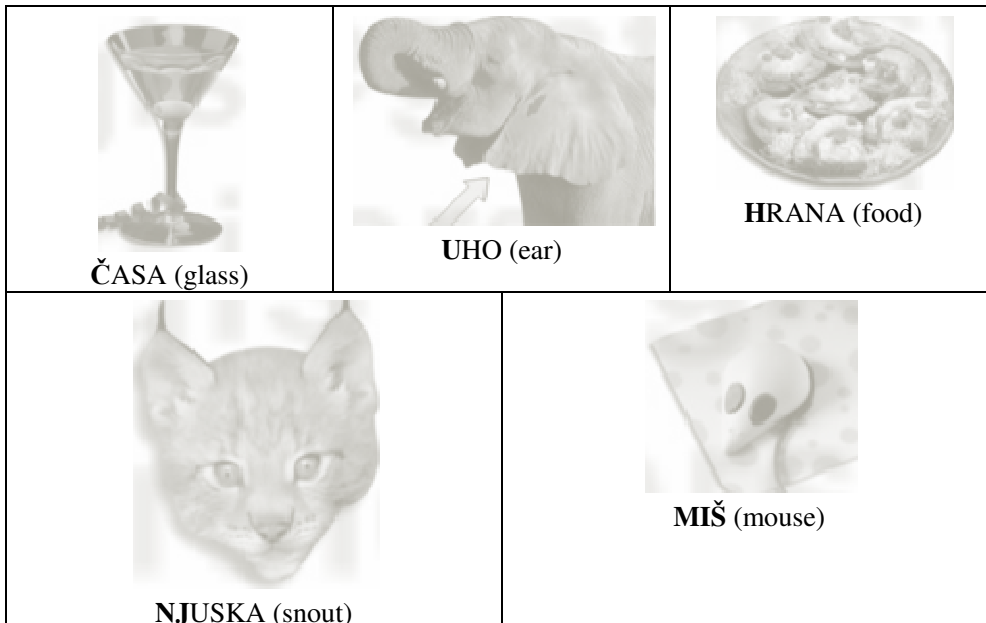 ČASA (glass)
UHO (ear)
HRANA (food)
NJUSKA (snout)
MIŠ (mouse)